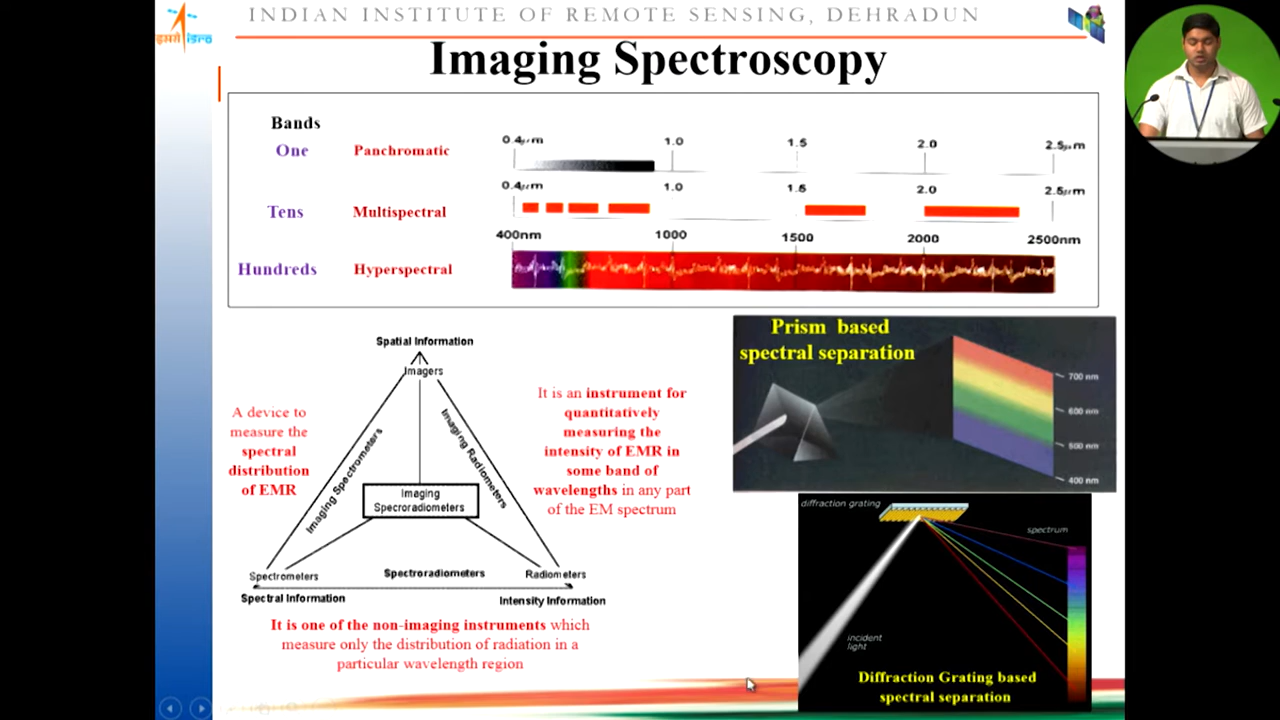 INDIAN INSTITUTE OF REMOTE SENSING, DEHRADUN
इसरो isro
Imaging Spectroscopy
Bands
One Panchromatic
0.4μm 1.0 1.5 2.0 2.5μm
Tens Multispectral
0.4μm 1.0 1.5 2.0 2.5μm
Hundreds Hyperspectral
400nm 1000 1500 2000 2500nm
Spatial Information
Imagers
Imaging Spectrometers
Imaging Radiometers
Imaging
Specroradiometers
Spectrometers
Spectroradiometers
Radiometers
Spectral Information
Intensity Information
A device to
measure the
spectral
distribution
of EMR
It is an instrument for
quantitatively
measuring the
intensity of EMR in
some band of
wavelengths in any part
of the EM spectrum
It is one of the non-imaging instruments which
measure only the distribution of radiation in a
particular wavelength region
Prism based
spectral separation
700 nm
600 nm
500 nm
400 nm
diffraction grating
spectrum
incident
light
Diffraction Grating based
spectral separation